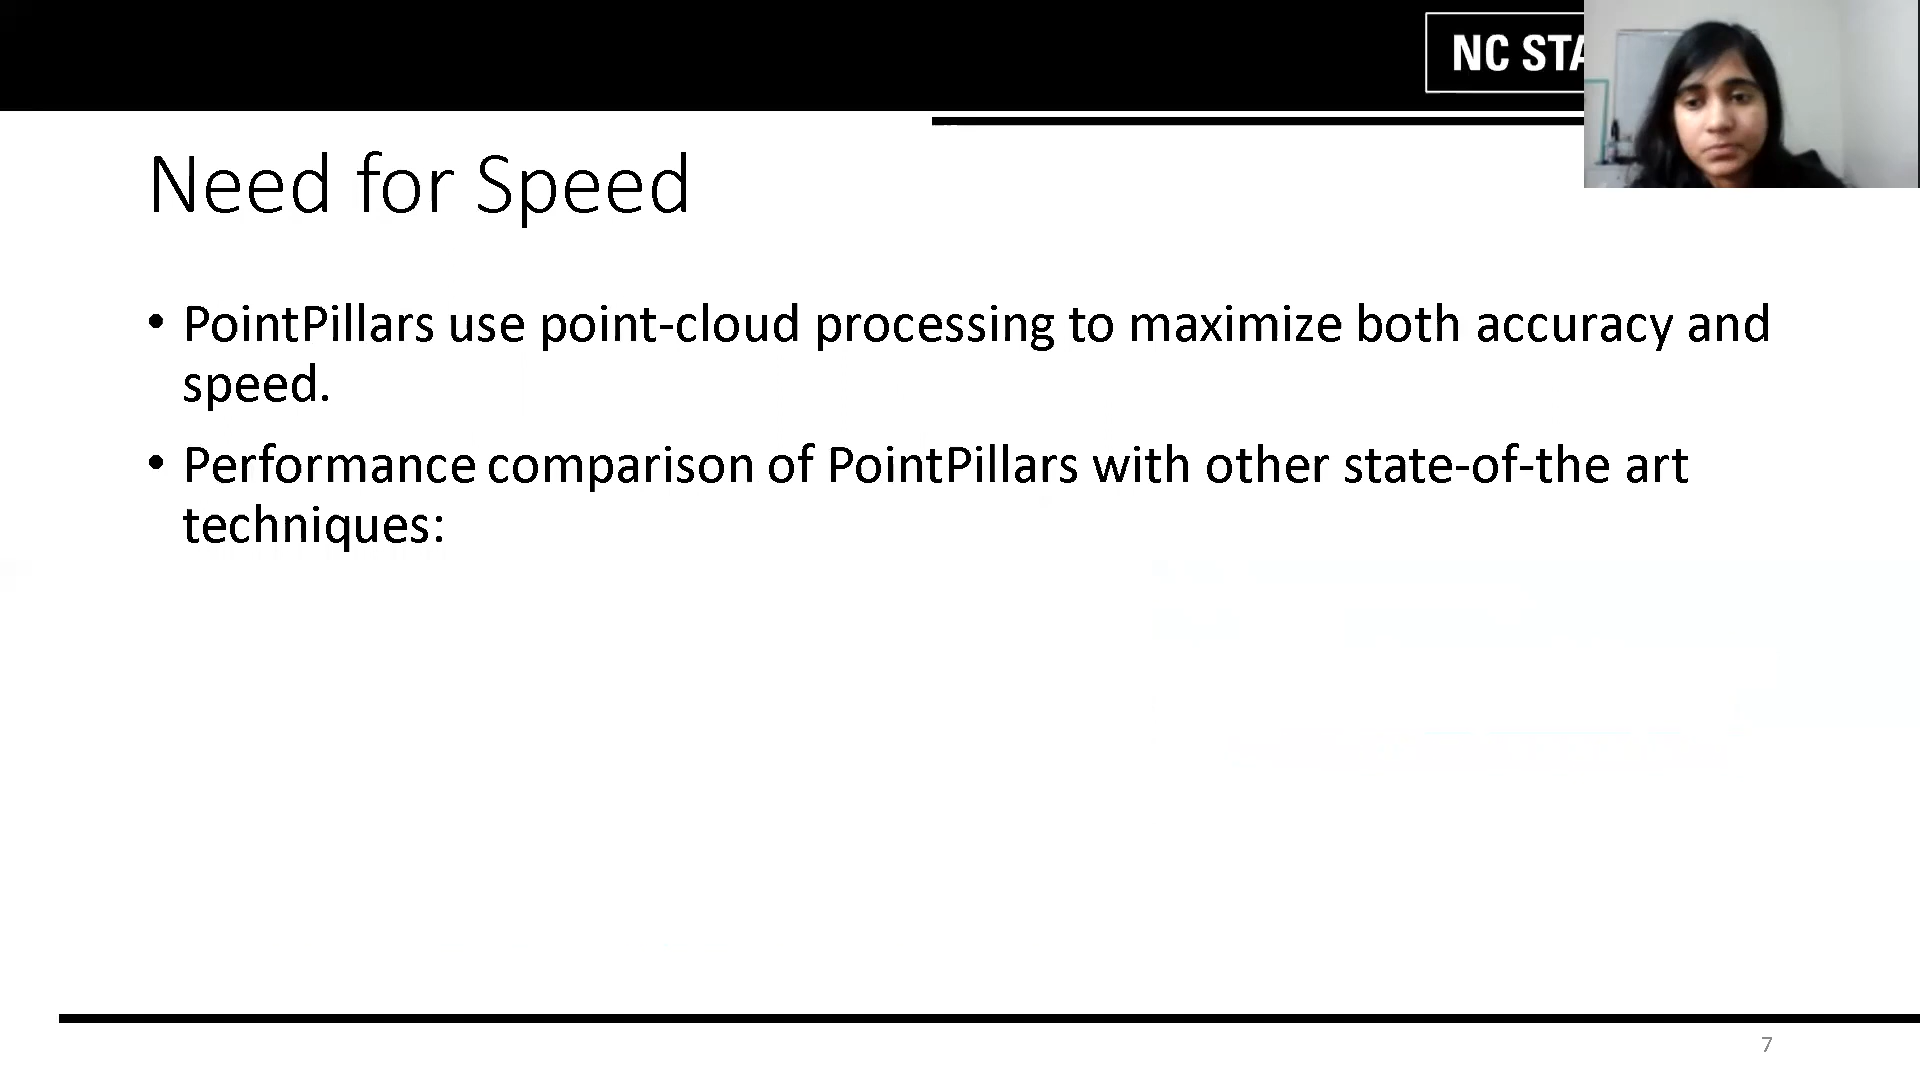 NC STA
Need for Speed
• PointPillars use point-cloud processing to maximize both accuracy and
speed.
• Performance comparison of PointPillars with other state-of-the art
techniques:
7